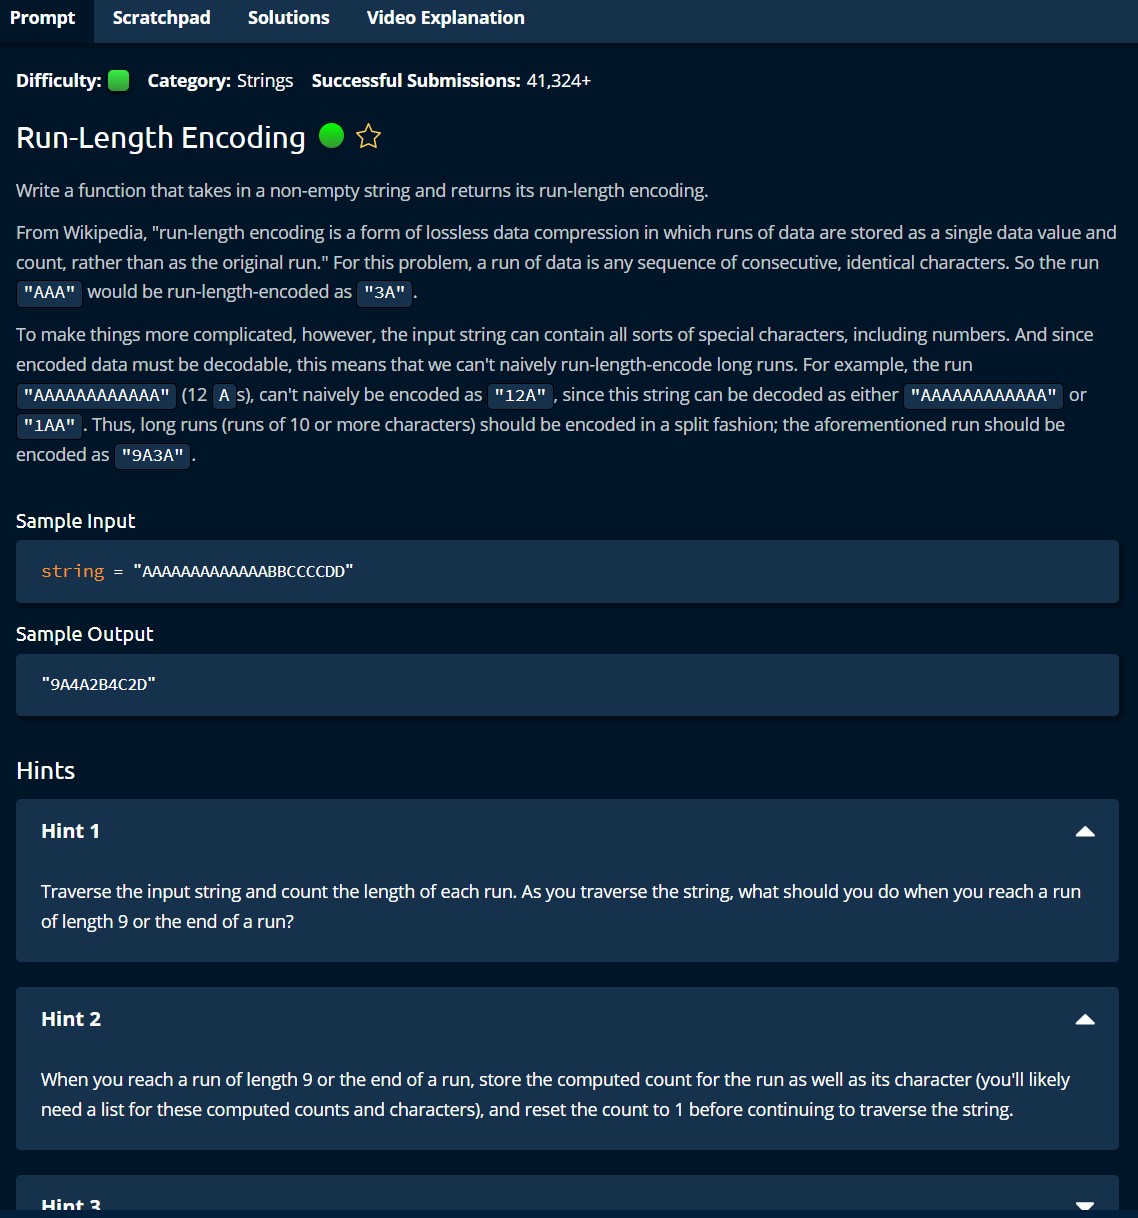 Prompt Scratchpad Solutions Video Explanation
Difficulty: Category: Strings Successful Submissions: 41,324+
Run-Length Encoding
Write a function that takes in a non-empty string and returns its run-length encoding.
From Wikipedia, "run-length encoding is a form of lossless data compression in which runs of data are stored as a single data value and
count, rather than as the original run." For this problem, a run of data is any sequence of consecutive, identical characters. So the run
"AAA" would be run-length-encoded as "3A".
To make things more complicated, however, the input string can contain all sorts of special characters, including numbers. And since
encoded data must be decodable, this means that we can't naively run-length-encode long runs. For example, the run
"AAAAAAAAAAAA" (12 A s), can't naively be encoded as "12A", since this string can be decoded as either "AAAAAAAAAAAA" or
"1AA". Thus, long runs (runs of 10 or more characters) should be encoded in a split fashion; the aforementioned run should be
encoded as "9A3A".
Sample Input
string = "AAAAAAAAAAAAABBCCCCDD"
Sample Output
"9A4A2B4C2D"
Hints
Hint 1
Traverse the input string and count the length of each run. As you traverse the string, what should you do when you reach a run
of length 9 or the end of a run?
Hint 2
When you reach a run of length 9 or the end of a run, store the computed count for the run as well as its character (you'll likely
need a list for these computed counts and characters), and reset the count to 1 before continuing to traverse the string.
Hint 3